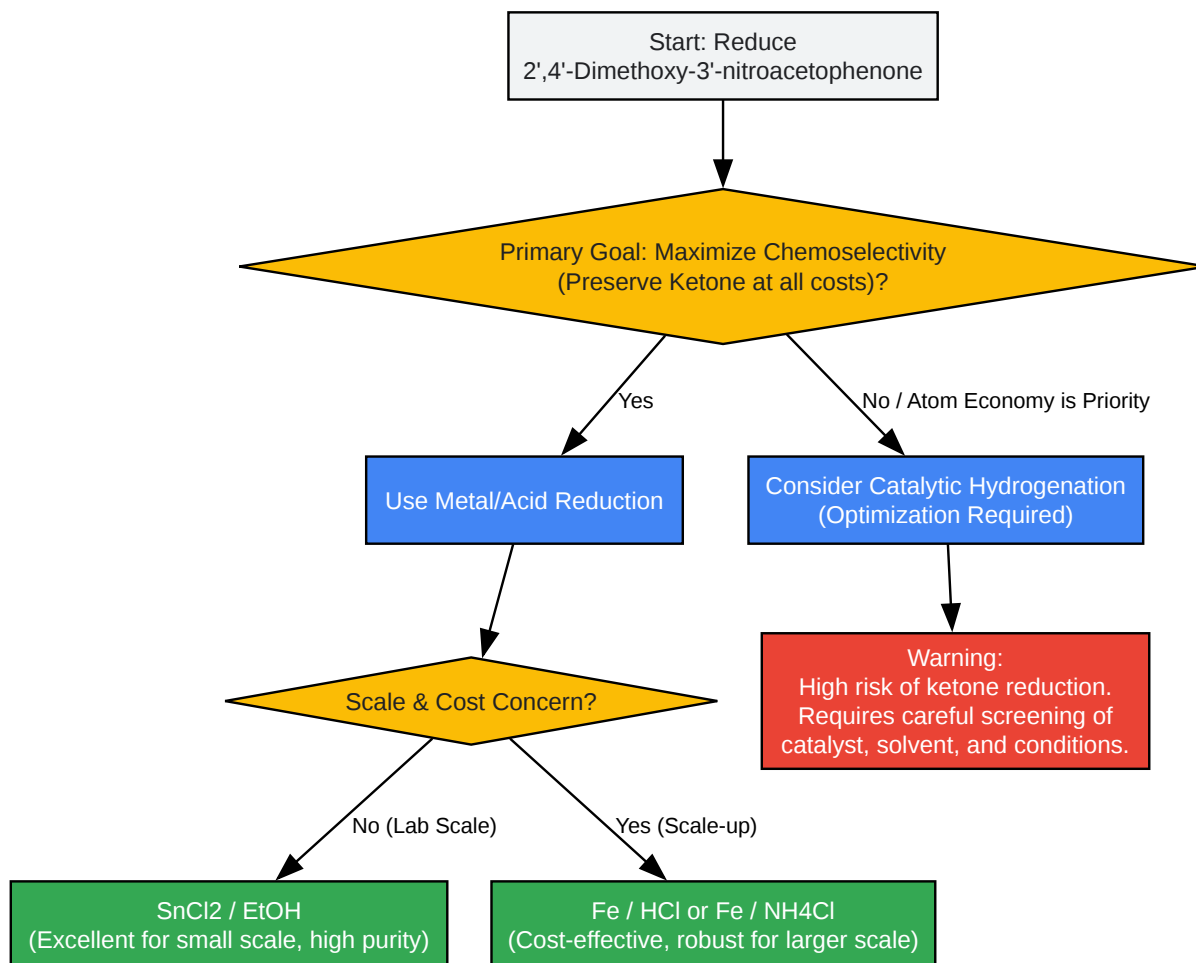 Start: Reduce
2',4'-Dimethoxy-3'-nitroacetophenone
Primary Goal: Maximize Chemoselectivity
(Preserve Ketone at all costs)?
Yes
No / Atom Economy is Priority
Use Metal/Acid Reduction
Consider Catalytic Hydrogenation
(Optimization Required)
Scale & Cost Concern?
Warning:
High risk of ketone reduction.
Requires careful screening of
catalyst, solvent, and conditions.
No (Lab Scale)
Yes (Scale-up)
SnCl2 / EtOH
(Excellent for small scale, high purity)
Fe / HCl or Fe / NH4Cl
(Cost-effective, robust for larger scale)